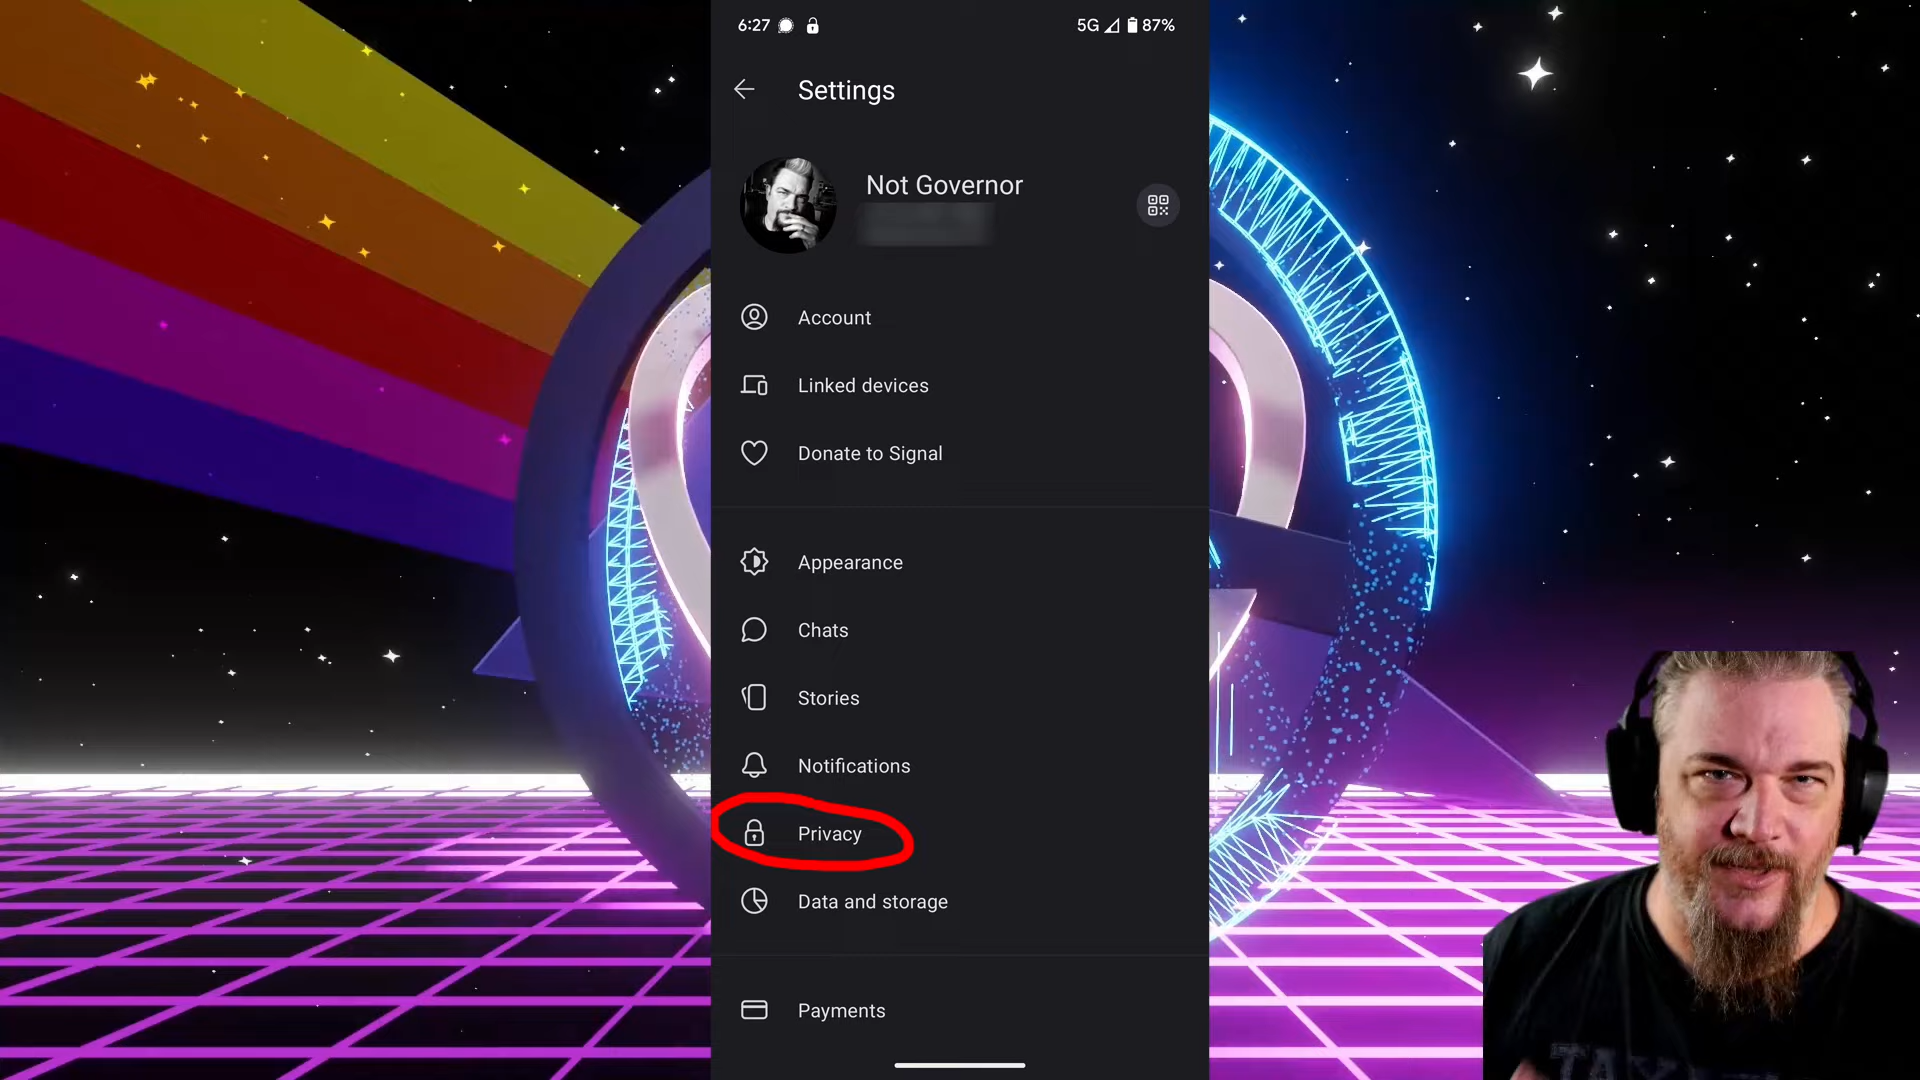 6:27
5G
87%
Settings
Not Governor
Account
Linked devices
Donate to Signal
Appearance
Chats
Stories
Notifications
Privacy
Data and storage
Payments